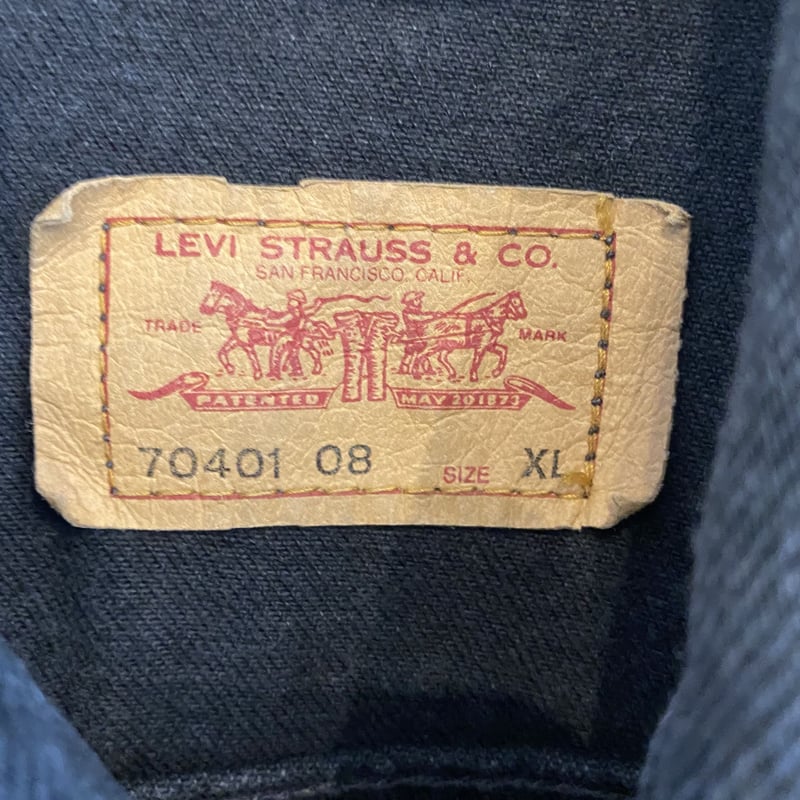 LEVI STRAUSS & CO.
SAN FRANCISCO, CALIF.
TRADE MARK
PATENTED MAY 20 1873
70401 08 SIZE XL